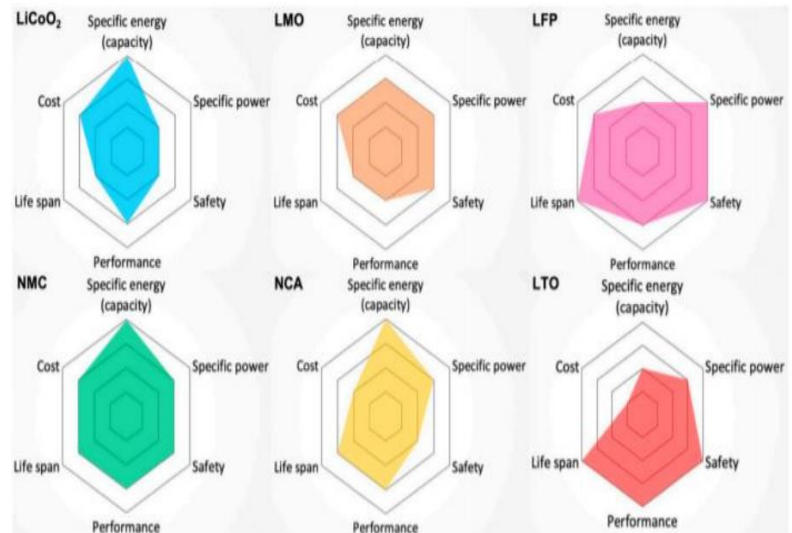 LiCoO₂
Specific energy
(capacity)
Cost
Specific power
Life span
Safety
Performance
LMO
Specific energy
(capacity)
Cost
Specific power
Life span
Safety
Performance
LFP
Specific energy
(capacity)
Cost
Specific power
Life span
Safety
Performance
NMC
Specific energy
(capacity)
Cost
Specific power
Life span
Safety
Performance
NCA
Specific energy
(capacity)
Cost
Specific power
Life span
Safety
Performance
LTO
Specific energy
(capacity)
Cost
Specific power
Life span
Safety
Performance